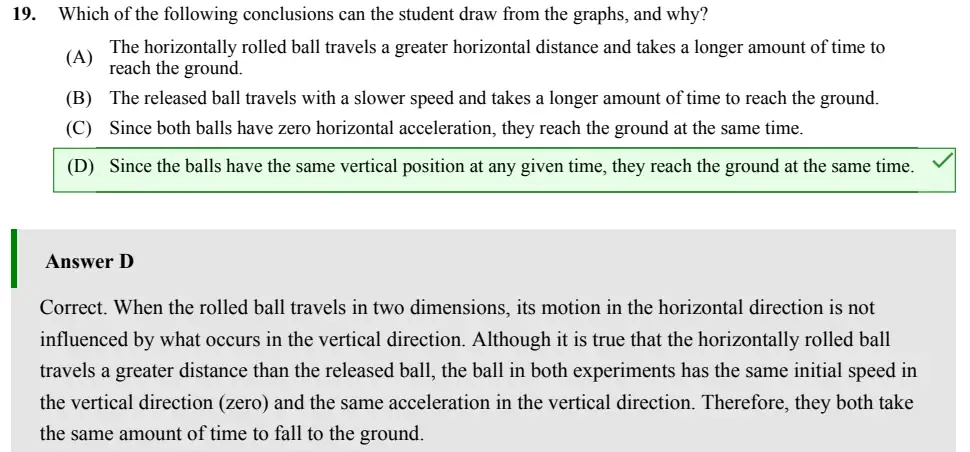 19. Which of the following conclusions can the student draw from the graphs, and why?
(A) The horizontally rolled ball travels a greater horizontal distance and takes a longer amount of time to
reach the ground.
(B) The released ball travels with a slower speed and takes a longer amount of time to reach the ground.
(C) Since both balls have zero horizontal acceleration, they reach the ground at the same time.
(D) Since the balls have the same vertical position at any given time, they reach the ground at the same time.
Answer D
Correct. When the rolled ball travels in two dimensions, its motion in the horizontal direction is not
influenced by what occurs in the vertical direction. Although it is true that the horizontally rolled ball
travels a greater distance than the released ball, the ball in both experiments has the same initial speed in
the vertical direction (zero) and the same acceleration in the vertical direction. Therefore, they both take
the same amount of time to fall to the ground.